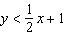 y < 1/2 x + 1